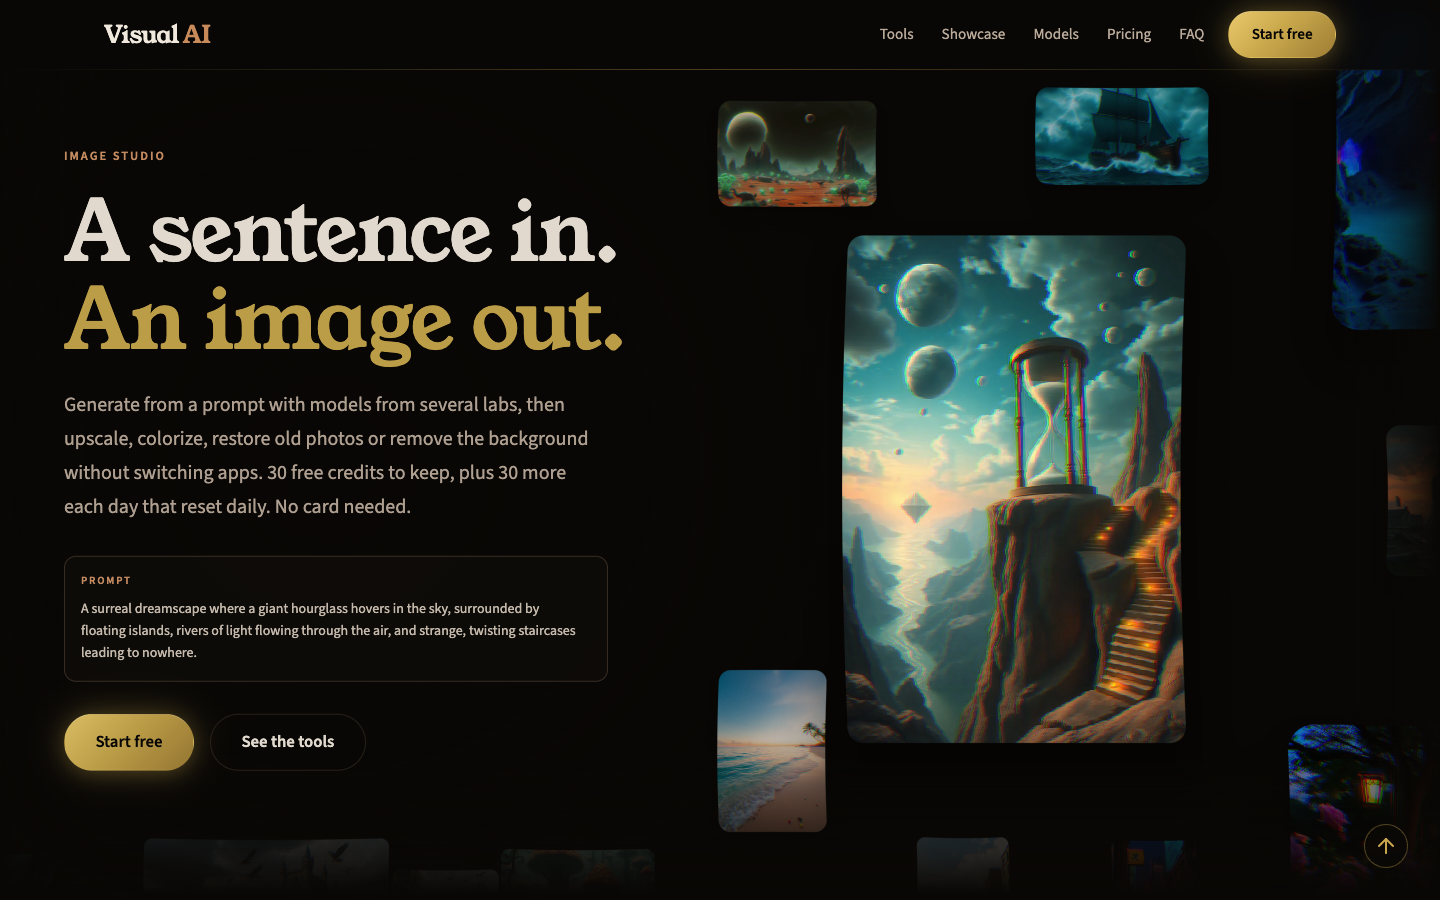 Visual AI
Tools
Showcase
Models
Pricing
FAQ
Start free
IMAGE STUDIO
A sentence in.
An image out.
Generate from a prompt with models from several labs, then
upscale, colorize, restore old photos or remove the background
without switching apps. 30 free credits to keep, plus 30 more
each day that reset daily. No card needed.
PROMPT
A surreal dreamscape where a giant hourglass hovers in the sky, surrounded by
floating islands, rivers of light flowing through the air, and strange, twisting staircases
leading to nowhere.
Start free
See the tools